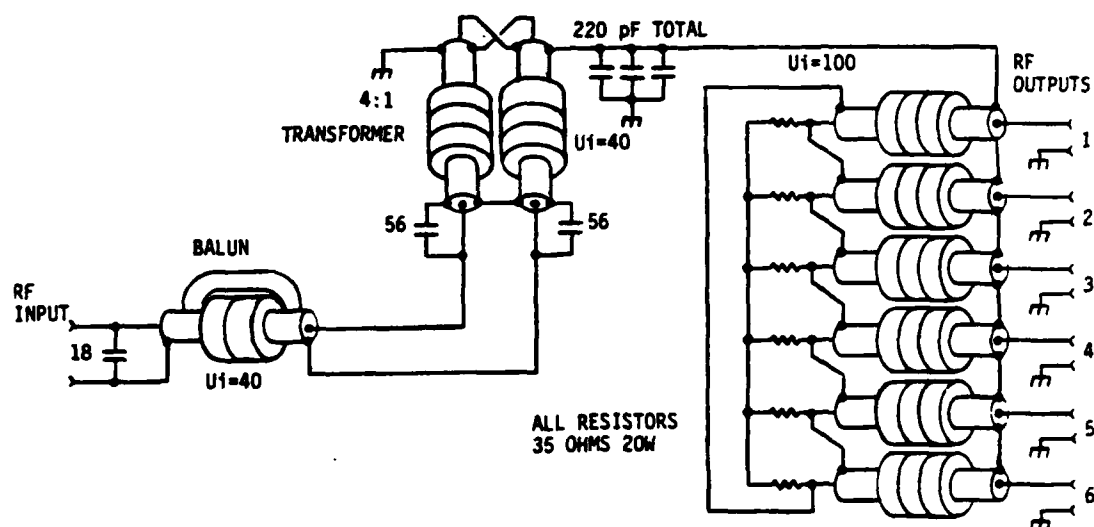 220 pF TOTAL
Ui=100
RF
OUTPUTS
4:1
TRANSFORMER
Ui=40
1
2
56
56
BALUN
3
RF
INPUT
18
4
Ui=40
ALL RESISTORS
35 OHMS 20W
5
6